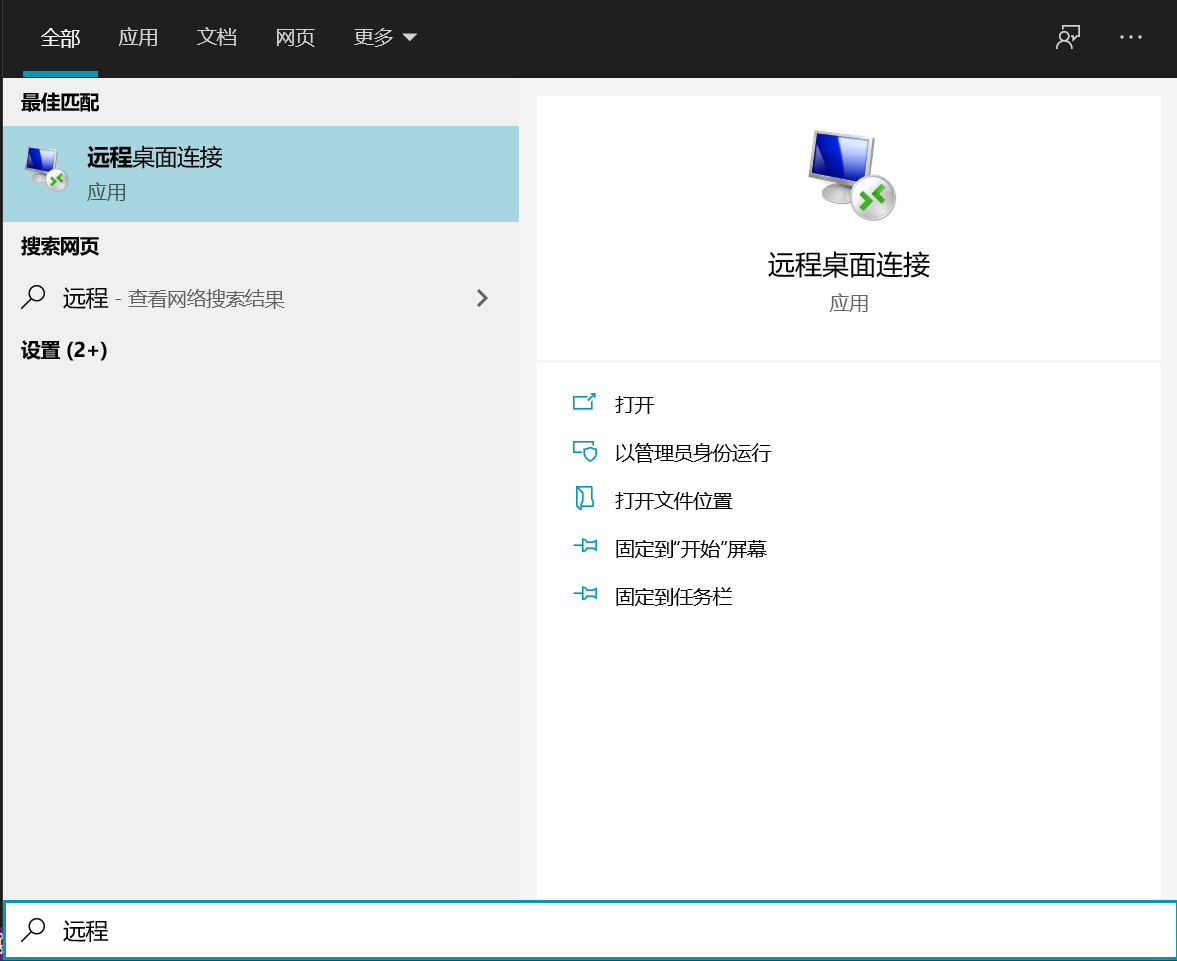 全部 应用 文档 网页 更多
最佳匹配
远程桌面连接
应用
搜索网页
远程 - 查看网络搜索结果
设置 (2+)
远程桌面连接
应用
打开
以管理员身份运行
打开文件位置
固定到“开始”屏幕
固定到任务栏
远程